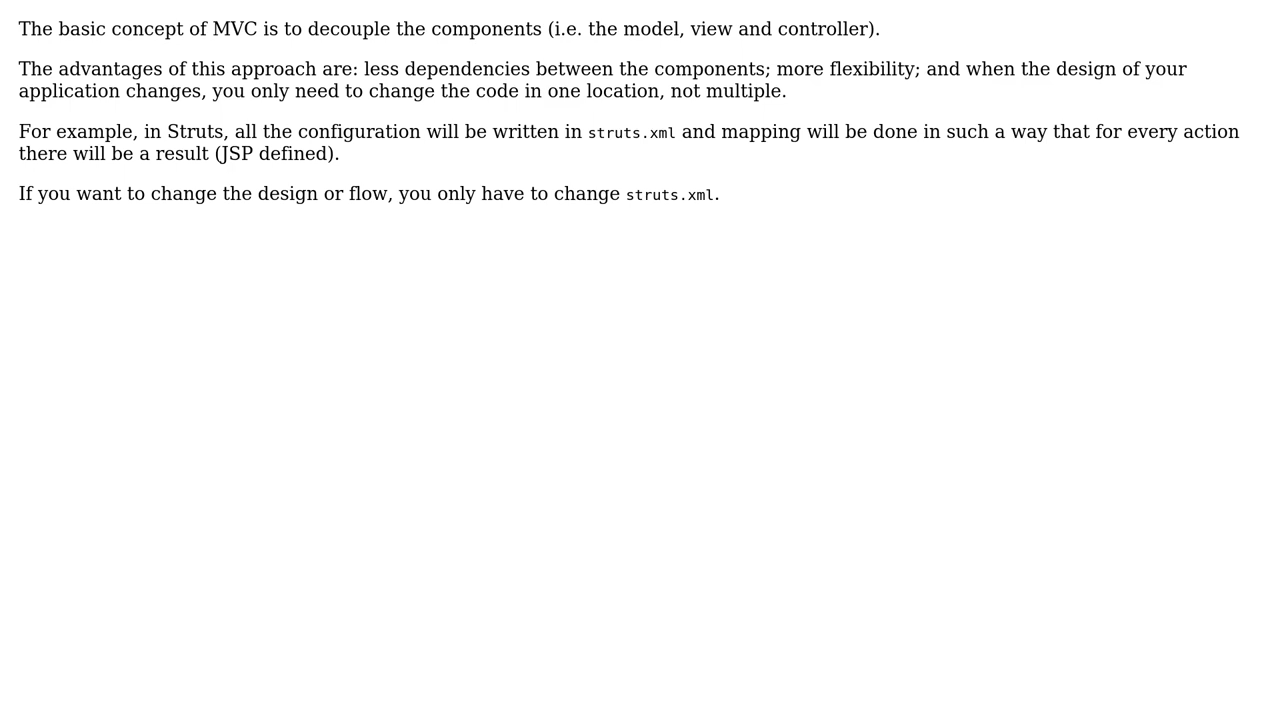 The basic concept of MVC is to decouple the components (i.e. the model, view and controller).
The advantages of this approach are: less dependencies between the components; more flexibility; and when the design of your
application changes, you only need to change the code in one location, not multiple.
For example, in Struts, all the configuration will be written in struts.xml and mapping will be done in such a way that for every action
there will be a result (JSP defined).
If you want to change the design or flow, you only have to change struts.xml.